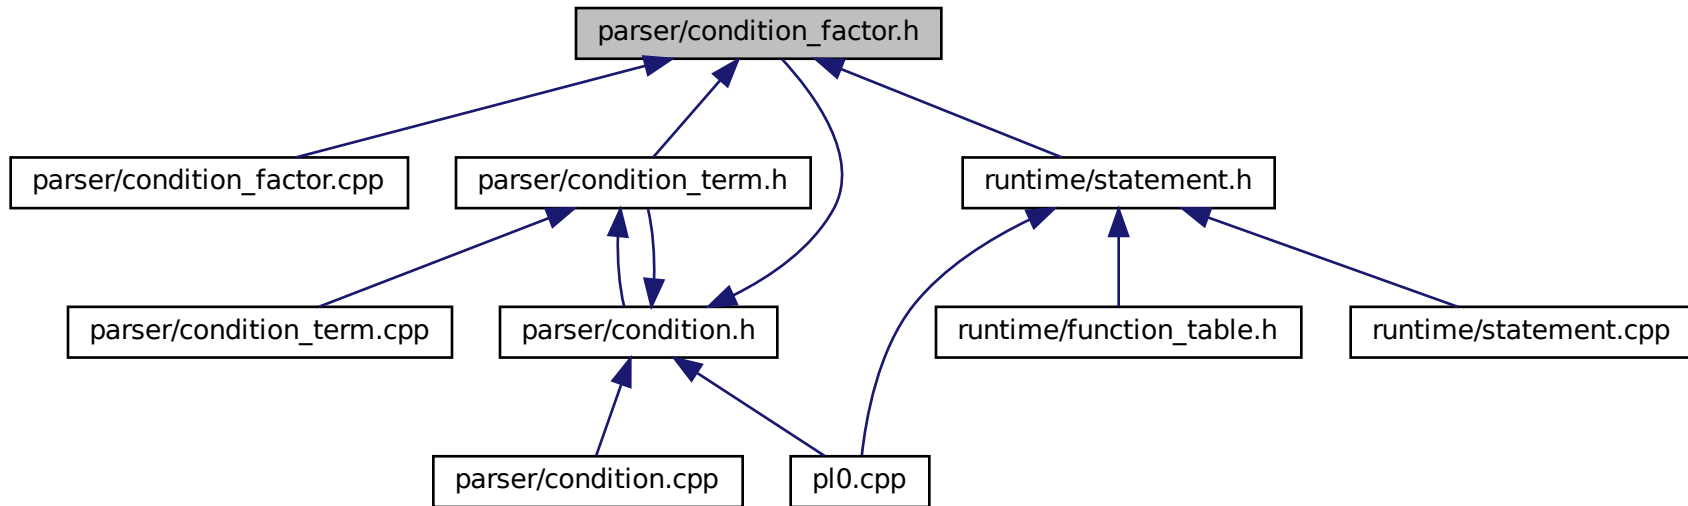 parser/condition_factor.h
parser/condition_factor.cpp
parser/condition_term.h
runtime/statement.h
parser/condition_term.cpp
parser/condition.h
runtime/function_table.h
runtime/statement.cpp
parser/condition.cpp
pl0.cpp